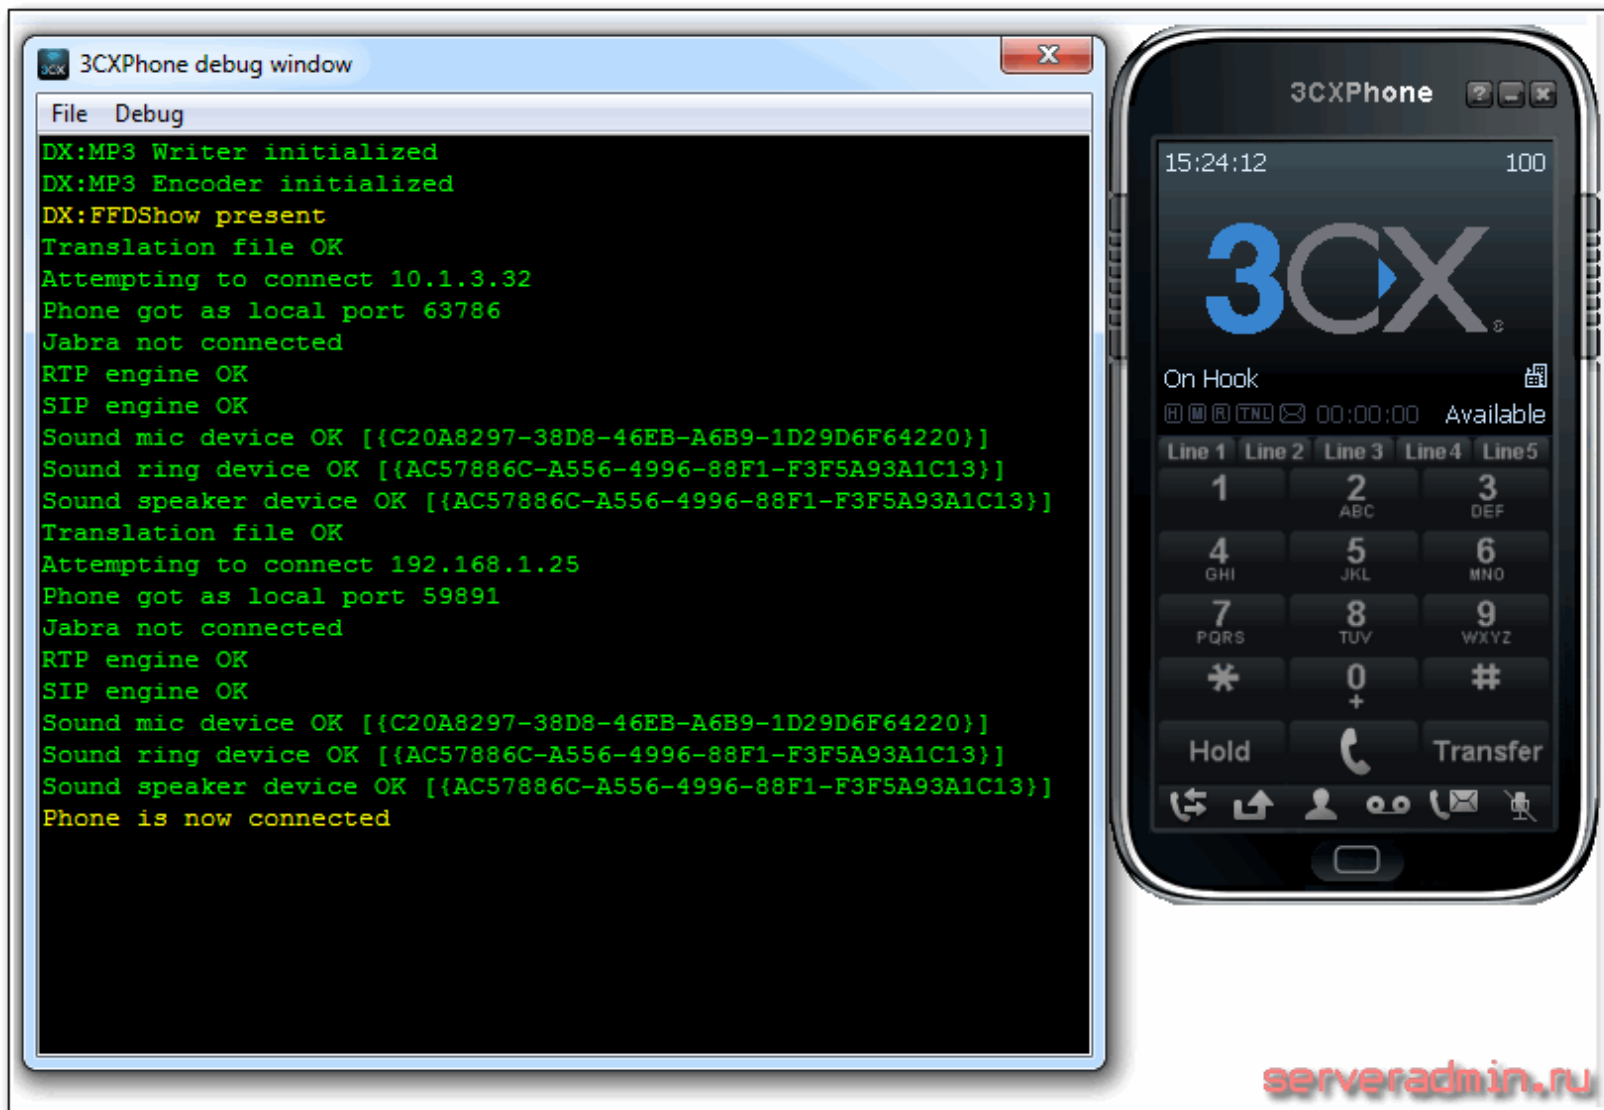 3CX 3CXPhone debug window X
File Debug
DX:MP3 Writer initialized
DX:MP3 Encoder initialized
DX:FFDShow present
Translation file OK
Attempting to connect 10.1.3.32
Phone got as local port 63786
Jabra not connected
RTP engine OK
SIP engine OK
Sound mic device OK [{C20A8297-38D8-46EB-A6B9-1D29D6F64220}]
Sound ring device OK [{AC57886C-A556-4996-88F1-F3F5A93A1C13}]
Sound speaker device OK [{AC57886C-A556-4996-88F1-F3F5A93A1C13}]
Translation file OK
Attempting to connect 192.168.1.25
Phone got as local port 59891
Jabra not connected
RTP engine OK
SIP engine OK
Sound mic device OK [{C20A8297-38D8-46EB-A6B9-1D29D6F64220}]
Sound ring device OK [{AC57886C-A556-4996-88F1-F3F5A93A1C13}]
Sound speaker device OK [{AC57886C-A556-4996-88F1-F3F5A93A1C13}]
Phone is now connected
3CXPhone ?
15:24:12 100
3CX®
On Hook
H M R TNL 00:00:00 Available
Line 1 Line 2 Line 3 Line 4 Line 5
1 2 3
ABC DEF
4 5 6
GHI JKL MNO
7 8 9
PQRS TUV WXYZ
* 0 #
+
Hold Transfer
serveradmin.ru